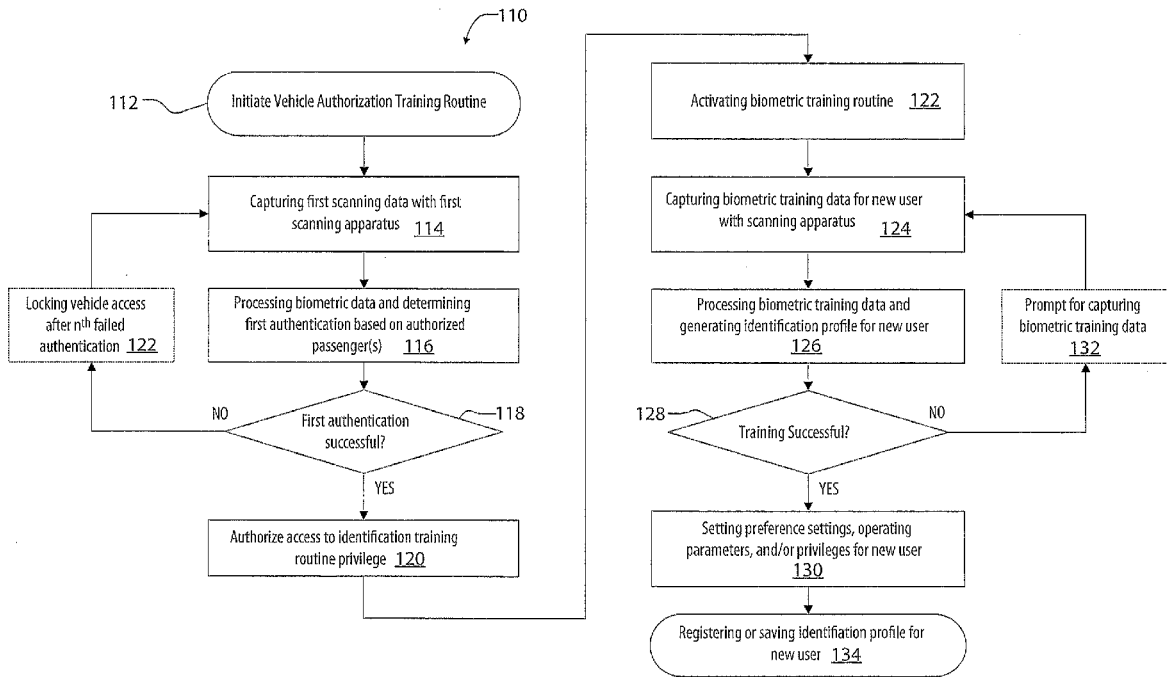 110
112
Initiate Vehicle Authorization Training Routine
Capturing first scanning data with first
scanning apparatus 114
Locking vehicle access
after nth failed
authentication 122
Processing biometric data and determining
first authentication based on authorized
passenger(s) 116
NO
118
First authentication
successful?
YES
Authorize access to identification training
routine privilege 120
Activating biometric training routine 122
Capturing biometric training data for new
user with scanning apparatus 124
Processing biometric training data and
generating identification profile for new user
126
Prompt for capturing
biometric training data
132
128
NO
Training Successful?
YES
Setting preference settings, operating
parameters, and/or privileges for new user
130
Registering or saving identifiation profile for
new user 134